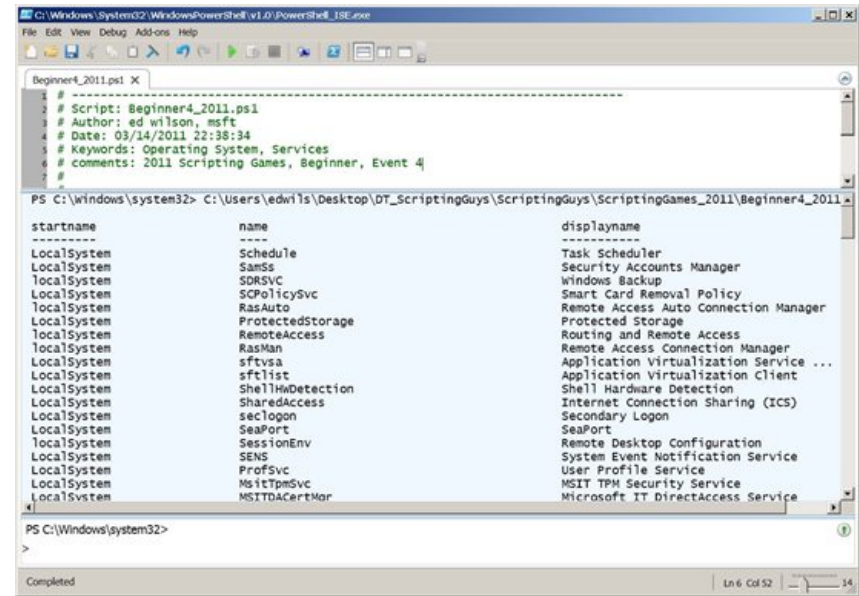 C:\Windows\System32\WindowsPowerShell\v1.0\PowerShell_ISE.exe
File Edit View Debug Add-ons Help
Beginner4_2011.ps1 X
1 # -----------------------------------------------------------------------------
2 # Script: Beginner4_2011.ps1
3 # Author: ed wilson, msft
4 # Date: 03/14/2011 22:38:34
5 # Keywords: Operating System, Services
6 # comments: 2011 Scripting Games, Beginner, Event 4
7 #
PS C:\windows\system32> C:\Users\edwils\Desktop\DT_ScriptingGuys\ScriptingGuys\ScriptingGames_2011\Beginner4_2011
startname name displayname
--------- ---- -----------
LocalSystem Schedule Task Scheduler
LocalSystem SamSs Security Accounts Manager
localSystem SDRSVC Windows Backup
LocalSystem SCPolicySvc Smart Card Removal Policy
localSystem RasAuto Remote Access Auto Connection Manager
LocalSystem ProtectedStorage Protected Storage
localSystem RemoteAccess Routing and Remote Access
localSystem RasMan Remote Access Connection Manager
LocalSystem sftvsa Application Virtualization Service ...
LocalSystem sftlist Application Virtualization Client
LocalSystem ShellHWDetection Shell Hardware Detection
LocalSystem SharedAccess Internet Connection Sharing (ICS)
LocalSystem seclogon Secondary Logon
LocalSystem SeaPort SeaPort
localSystem SessionEnv Remote Desktop Configuration
LocalSystem SENS System Event Notification Service
LocalSystem ProfSvc User Profile Service
LocalSystem MsitTpmSvc MSIT TPM Security Service
LocalSystem MSITDACertMgr Microsoft IT DirectAccess Service
PS C:\Windows\system32>
>
Completed
Ln 6 Col 52
14